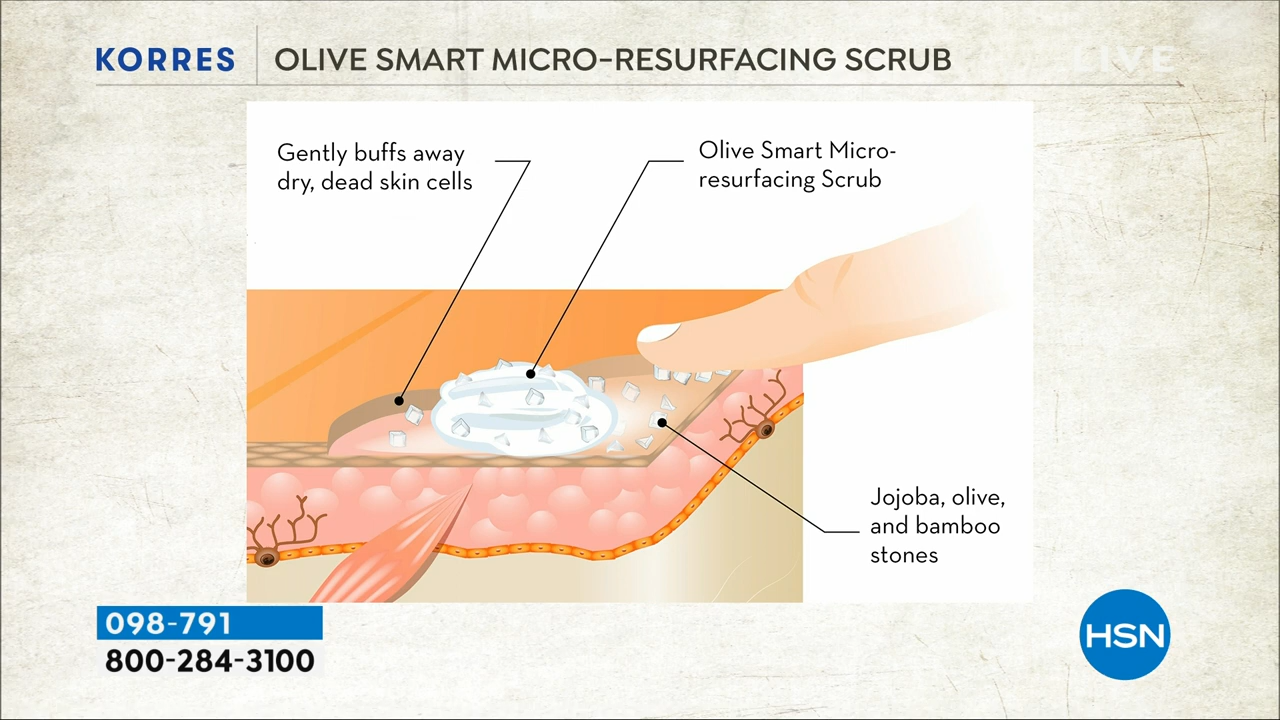 KORRES
OLIVE SMART MICRO-RESURFACING SCRUB
LIVE
Gently buffs away
dry, dead skin cells
Olive Smart Micro-
resurfacing Scrub
Jojoba, olive,
and bamboo
stones
098-791
800-284-3100
HSN